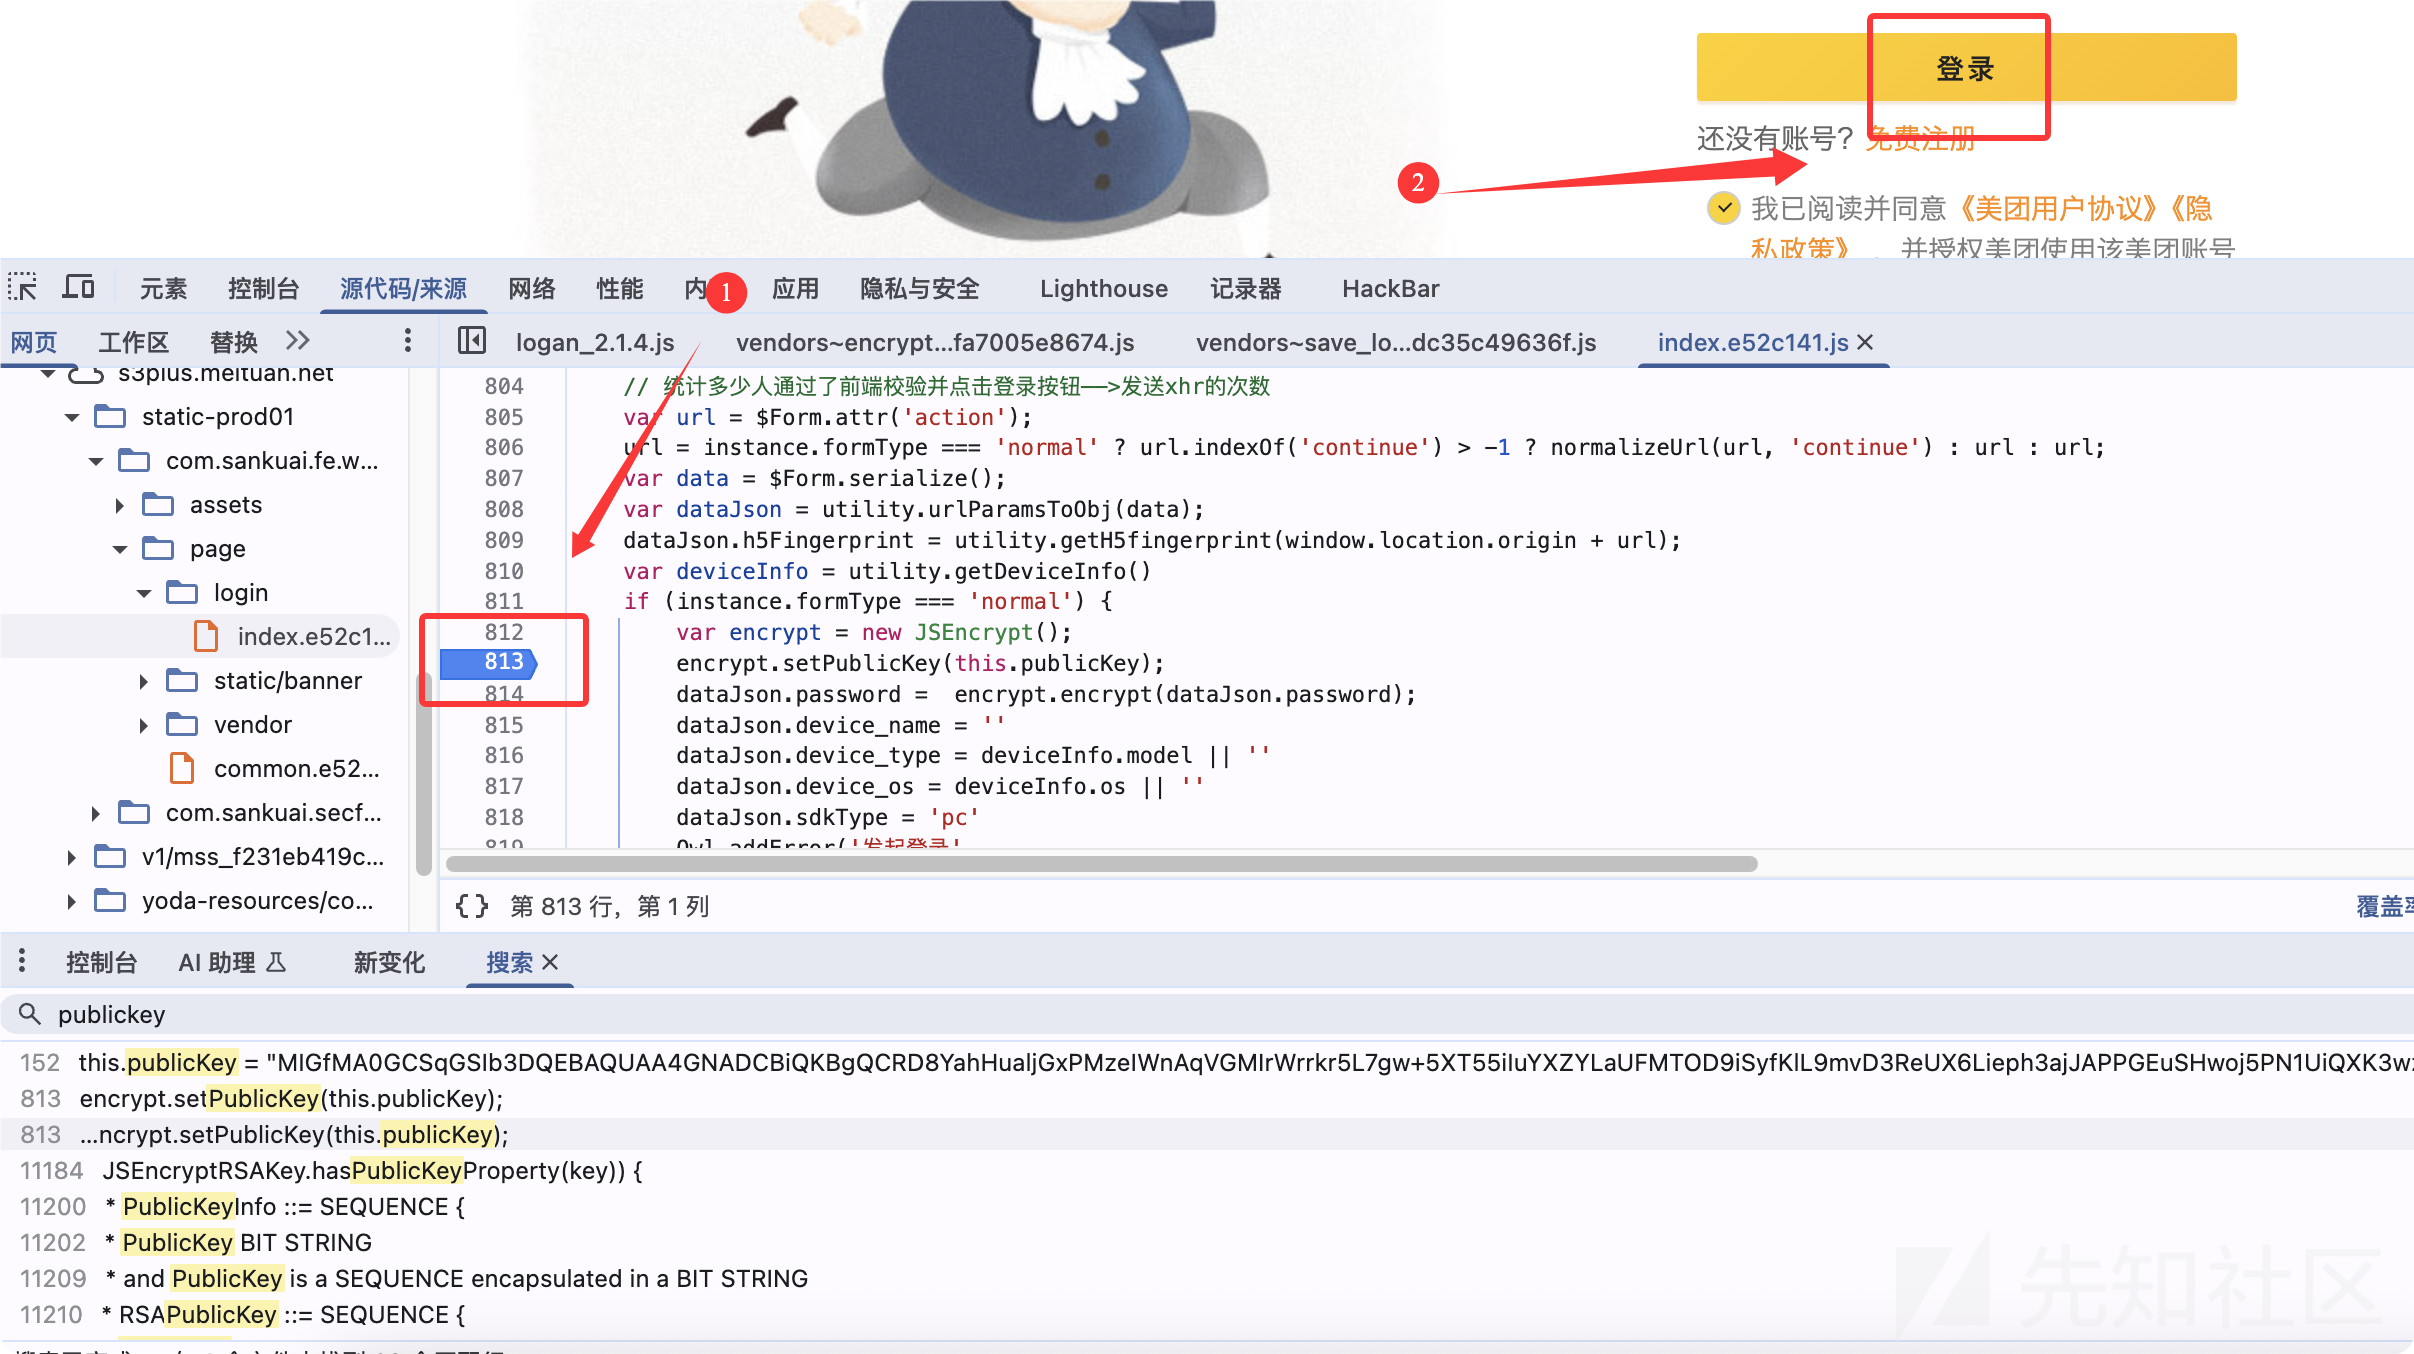 登录
还没有账号？免费注册
2
我已阅读并同意《美团用户协议》《隐
私政策》、并授权美团使用该美团账号
元素 控制台 源代码/来源 网络 性能 内 1 应用 隐私与安全 Lighthouse 记录器 HackBar
网页 工作区 替换
logan_2.1.4.js vendors~encrypt...fa7005e8674.js vendors~save_lo...dc35c49636f.js index.e52c141.js
s3plus.meituan.net
static-prod01
com.sankuai.fe.w...
assets
page
login
index.e52c1...
static/banner
vendor
common.e52...
com.sankuai.secf...
v1/mss_f231eb419c...
yoda-resources/co...
804 // 统计多少人通过了前端校验并点击登录按钮——>发送xhr的次数
805 var url = $Form.attr('action');
806 url = instance.formType === 'normal' ? url.indexOf('continue') > -1 ? normalizeUrl(url, 'continue') : url : url;
807 var data = $Form.serialize();
808 var dataJson = utility.urlParamsToObj(data);
809 dataJson.h5Fingerprint = utility.getH5fingerprint(window.location.origin + url);
810 var deviceInfo = utility.getDeviceInfo()
811 if (instance.formType === 'normal') {
812 var encrypt = new JSEncrypt();
813 encrypt.setPublicKey(this.publicKey);
814 dataJson.password =  encrypt.encrypt(dataJson.password);
815 dataJson.device_name = ''
816 dataJson.device_type = deviceInfo.model || ''
817 dataJson.device_os = deviceInfo.os || ''
818 dataJson.sdkType = 'pc'
819 Owl.addError('发起登录',
{} 第 813 行，第 1 列
覆盖率
控制台 AI 助理 新变化 搜索
publickey
152 this.publicKey = "MIGfMA0GCSqGSIb3DQEBAQUAA4GNADCBiQKBgQCRD8YahHualjGxPMzeIWnAqVGMIrWrrkr5L7gw+5XT55iIuYXZYLaUFMTOD9iSyfKlL9mvD3ReUX6Lieph3ajJAPPGEuSHwoj5PN1UiQXK3wz
813 encrypt.setPublicKey(this.publicKey);
813 ...ncrypt.setPublicKey(this.publicKey);
11184 JSEncryptRSAKey.hasPublicKeyProperty(key)) {
11200 * PublicKeyInfo ::= SEQUENCE {
11202 * PublicKey BIT STRING
11209 * and PublicKey is a SEQUENCE encapsulated in a BIT STRING
11210 * RSAPublicKey ::= SEQUENCE {
先知社区